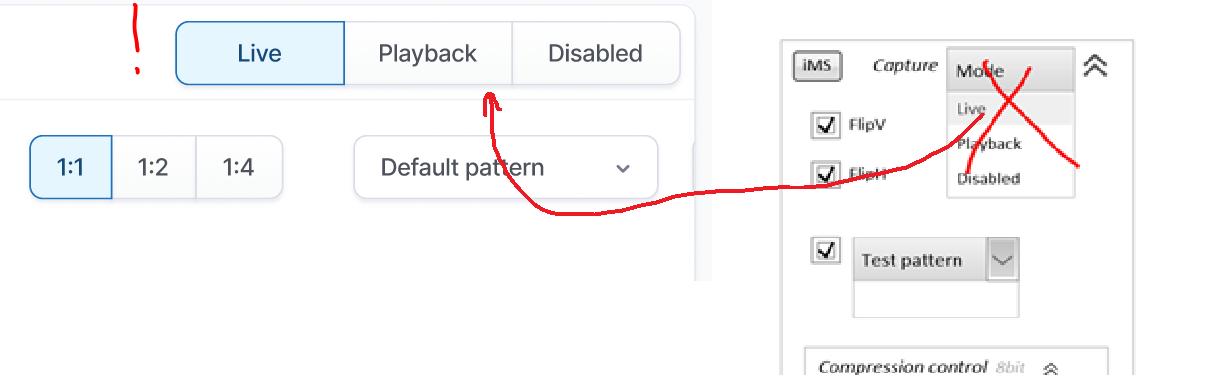 Live Playback Disabled
1:1 1:2 1:4 Default pattern
iMS Capture Mode
Live
FlipV
Playback
FlipH
Disabled
Test pattern
Compression control 8bit